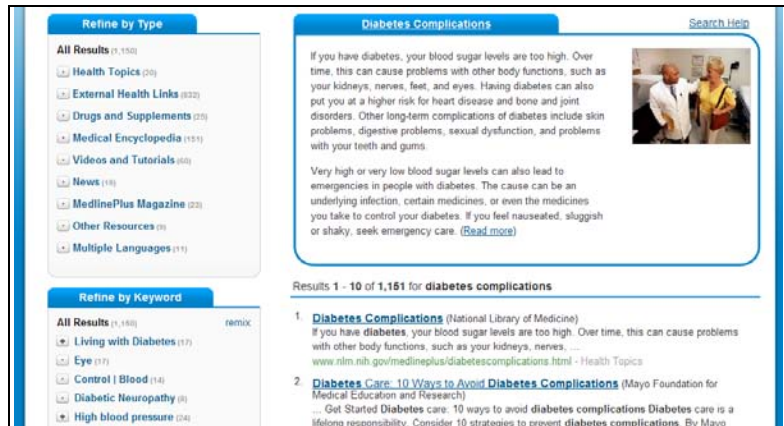 Refine by Type
All Results (1,150)
Health Topics (20)
External Health Links (832)
Drugs and Supplements (25)
Medical Encyclopedia (151)
Videos and Tutorials (60)
News (18)
MedlinePlus Magazine (22)
Other Resources
Multiple Languages (11)
Refine by Keyword
All Results (1,150) remix
Living with Diabetes (17)
Eye (17)
Control | Blood (14)
Diabetic Neuropathy
High blood pressure (24)
Diabetes Complications
Search Help
If you have diabetes, your blood sugar levels are too high. Over
time, this can cause problems with other body functions, such as
your kidneys, nerves, feet, and eyes. Having diabetes can also
put you at a higher risk for heart disease and bone and joint
disorders. Other long-term complications of diabetes include skin
problems, digestive problems, sexual dysfunction, and problems
with your teeth and gums.
Very high or very low blood sugar levels can also lead to
emergencies in people with diabetes. The cause can be an
underlying infection, certain medicines, or even the medicines
you take to control your diabetes. If you feel nauseated, sluggish
or shaky, seek emergency care. (Read more)
Results 1 - 10 of 1,151 for diabetes complications
1. Diabetes Complications (National Library of Medicine)
If you have diabetes, your blood sugar levels are too high. Over time, this can cause problems
with other body functions, such as your kidneys, nerves, ...
www.nlm.nih.gov/medlineplus/diabetescomplications.html - Health Topics
2. Diabetes Care: 10 Ways to Avoid Diabetes Complications (Mayo Foundation for
Medical Education and Research)
... Get Started Diabetes care: 10 ways to avoid diabetes complications Diabetes care is a
lifelong responsibility. Consider 10 strategies to prevent diabetes complications. By Mayo